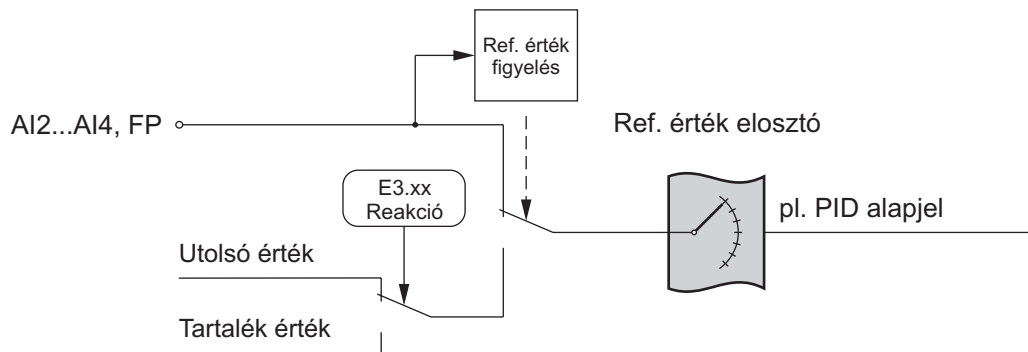 Ref. érték
figyelés
AI2...AI4, FP
Ref. érték elosztó
E3.xx
Reakció
pl. PID alapjel
Utolsó érték
Tartalék érték